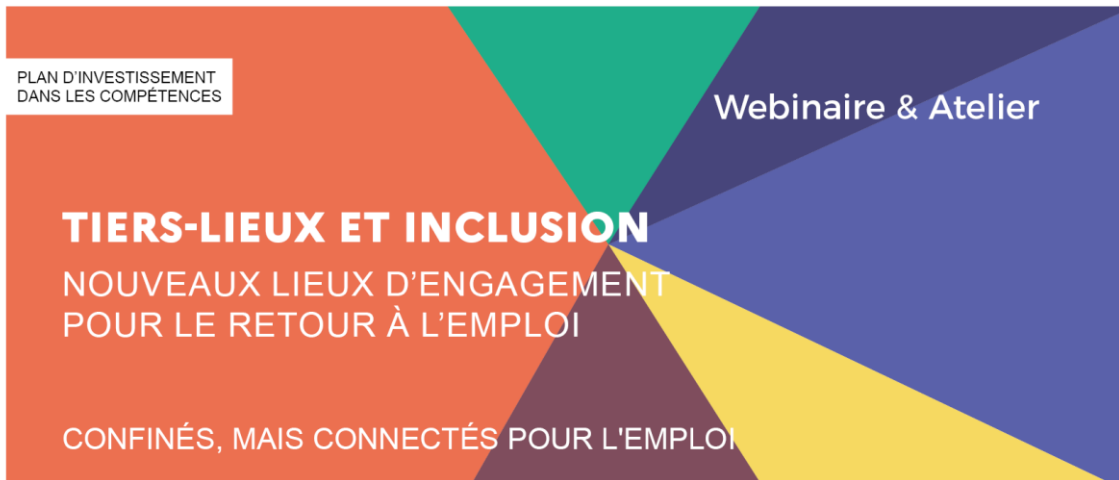 PLAN D'INVESTISSEMENT
DANS LES COMPÉTENCES
Webinaire & Atelier
TIERS-LIEUX ET INCLUSION
NOUVEAUX LIEUX D'ENGAGEMENT
POUR LE RETOUR À L'EMPLOI
CONFINÉS, MAIS CONNECTÉS POUR L'EMPLOI